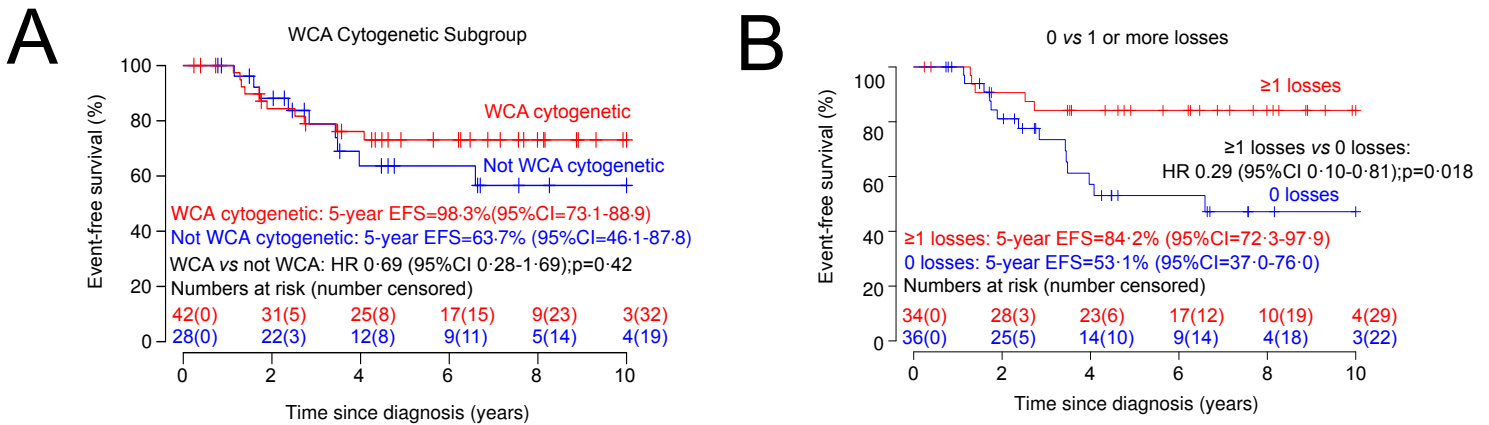 A
WCA Cytogenetic Subgroup
Event-free survival (%)
100
80
60
40
20
0
WCA cytogenetic
Not WCA cytogenetic
WCA cytogenetic: 5-year EFS=98·3%(95%CI=73·1-88·9)
Not WCA cytogenetic: 5-year EFS=63·7% (95%CI=46·1-87·8)
WCA vs not WCA: HR 0·69 (95%CI 0·28-1·69);p=0·42
Numbers at risk (number censored)
42(0) 31(5) 25(8) 17(15) 9(23) 3(32)
28(0) 22(3) 12(8) 9(11) 5(14) 4(19)
0 2 4 6 8 10
Time since diagnosis (years)
B
0 vs 1 or more losses
Event-free survival (%)
100
80
60
40
20
0
≥1 losses
≥1 losses vs 0 losses:
HR 0.29 (95%CI 0·10-0·81);p=0·018
0 losses
≥1 losses: 5-year EFS=84·2% (95%CI=72·3-97·9)
0 losses: 5-year EFS=53·1% (95%CI=37·0-76·0)
Numbers at risk (number censored)
34(0) 28(3) 23(6) 17(12) 10(19) 4(29)
36(0) 25(5) 14(10) 9(14) 4(18) 3(22)
0 2 4 6 8 10
Time since diagnosis (years)